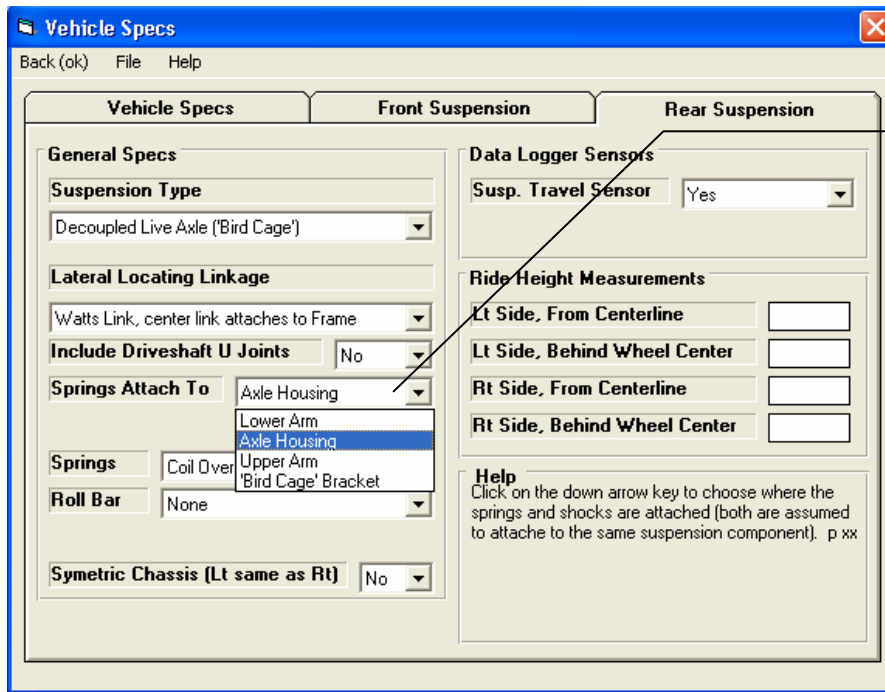 Vehicle Specs
Back (ok) File Help
Vehicle Specs Front Suspension Rear Suspension
General Specs
Suspension Type
Decoupled Live Axle ('Bird Cage')
Lateral Locating Linkage
Watts Link, center link attaches to Frame
Include Driveshaft U Joints No
Springs Attach To Axle Housing
Lower Arm
Axle Housing
Upper Arm
'Bird Cage' Bracket
Springs Coil Over
Roll Bar None
Symetric Chassis (Lt same as Rt) No
Data Logger Sensors
Susp. Travel Sensor Yes
Ride Height Measurements
Lt Side, From Centerline
Lt Side, Behind Wheel Center
Rt Side, From Centerline
Rt Side, Behind Wheel Center
Help
Click on the down arrow key to choose where the
springs and shocks are attached (both are assumed
to attache to the same suspension component). p xx